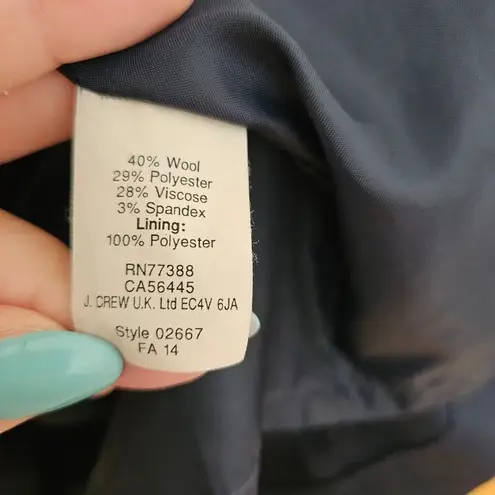 40% Wool
29% Polyester
28% Viscose
3% Spandex
Lining:
100% Polyester
RN77388
CA56445
J. CREW U.K. Ltd EC4V 6JA
Style 02667
FA 14